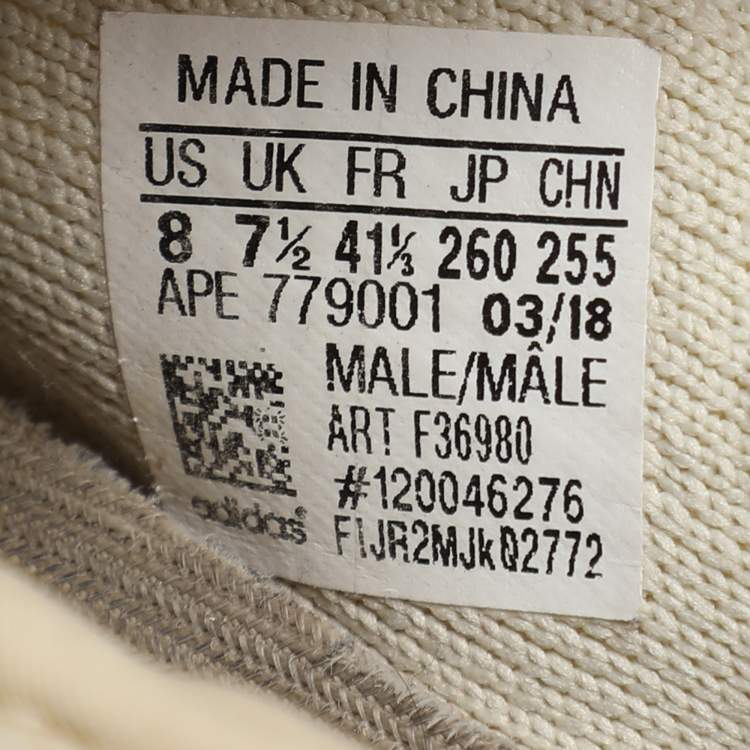 MADE IN CHINA
US UK FR JP CHN
8 7½ 41⅓ 260 255
APE 779001 03/18
MALE/MÂLE
ART F36980
#120046276
adidas